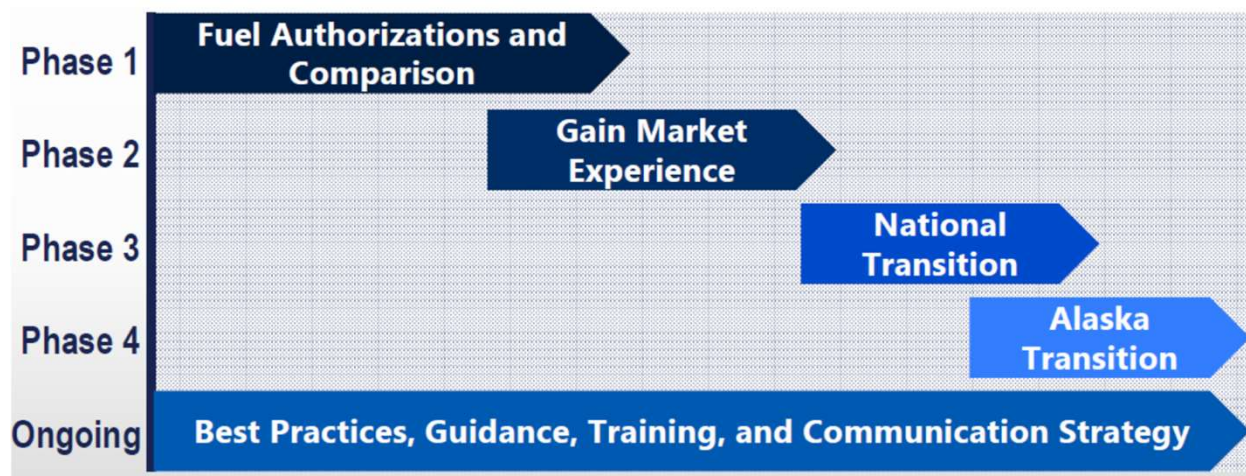 Phase 1
Fuel Authorizations and
Comparison
Phase 2
Gain Market
Experience
Phase 3
National
Transition
Phase 4
Alaska
Transition
Ongoing
Best Practices, Guidance, Training, and Communication Strategy